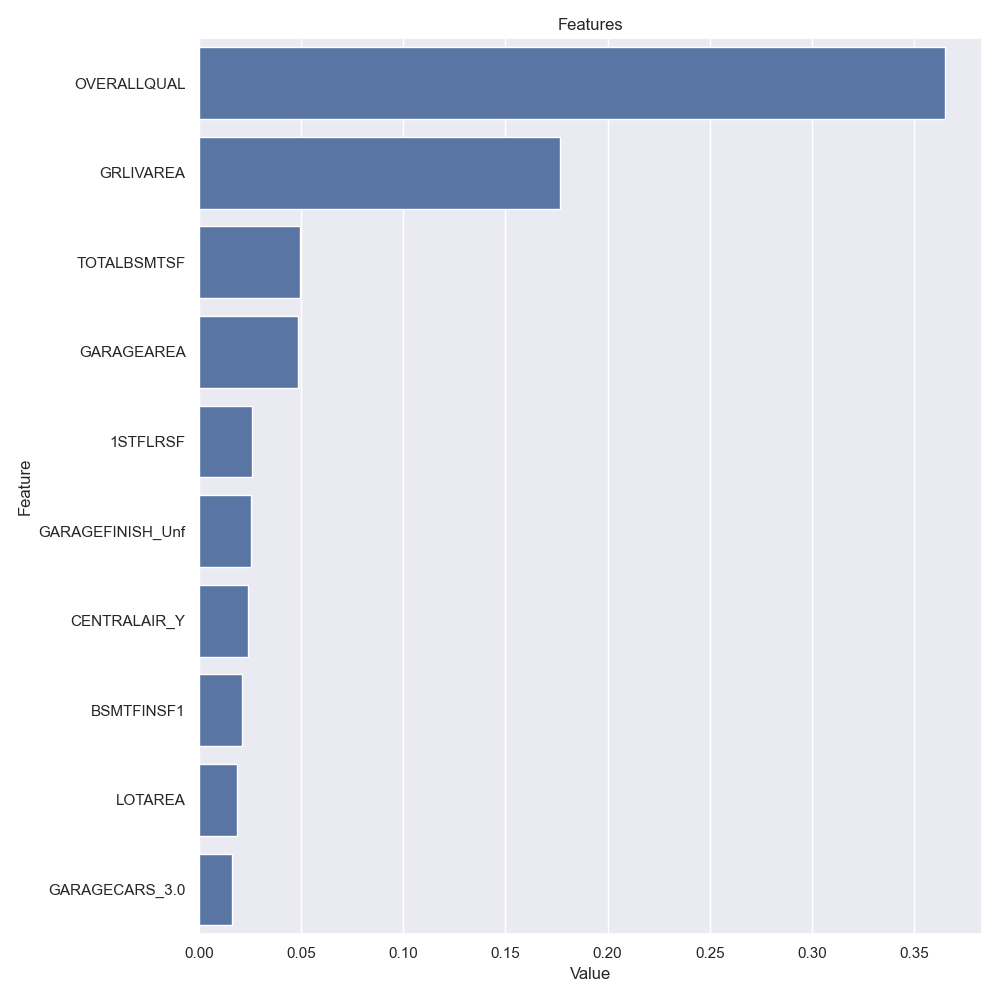 Features
OVERALLQUAL
GRLIVAREA
TOTALBSMTSF
GARAGEAREA
1STFLRSF
GARAGEFINISH_Unf
CENTRALAIR_Y
BSMTFINSF1
LOTAREA
GARAGECARS_3.0
Feature
0.00 0.05 0.10 0.15 0.20 0.25 0.30 0.35
Value